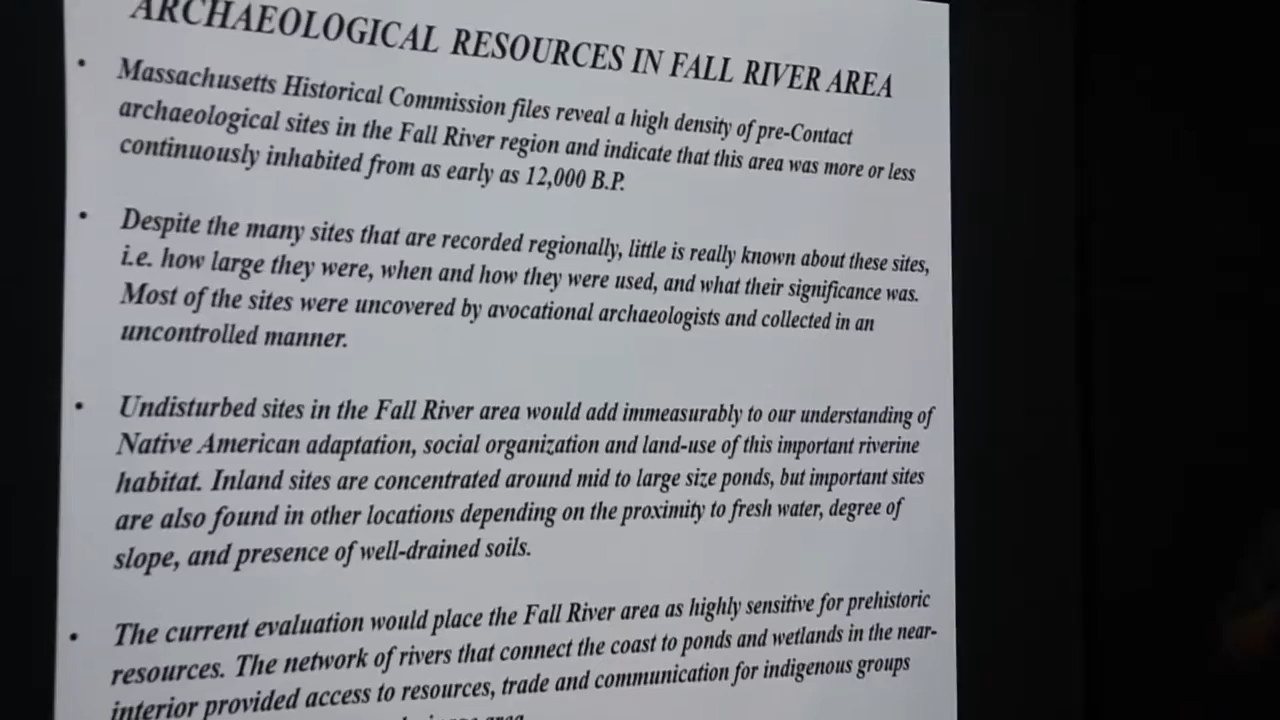 ARCHAEOLOGICAL RESOURCES IN FALL RIVER AREA
• Massachusetts Historical Commission files reveal a high density of pre-Contact
archaeological sites in the Fall River region and indicate that this area was more or less
continuously inhabited from as early as 12,000 B.P.
• Despite the many sites that are recorded regionally, little is really known about these sites,
i.e. how large they were, when and how they were used, and what their significance was.
Most of the sites were uncovered by avocational archaeologists and collected in an
uncontrolled manner.
• Undisturbed sites in the Fall River area would add immeasurably to our understanding of
Native American adaptation, social organization and land-use of this important riverine
habitat. Inland sites are concentrated around mid to large size ponds, but important sites
are also found in other locations depending on the proximity to fresh water, degree of
slope, and presence of well-drained soils.
• The current evaluation would place the Fall River area as highly sensitive for prehistoric
resources. The network of rivers that connect the coast to ponds and wetlands in the near-
interior provided access to resources, trade and communication for indigenous groups
area